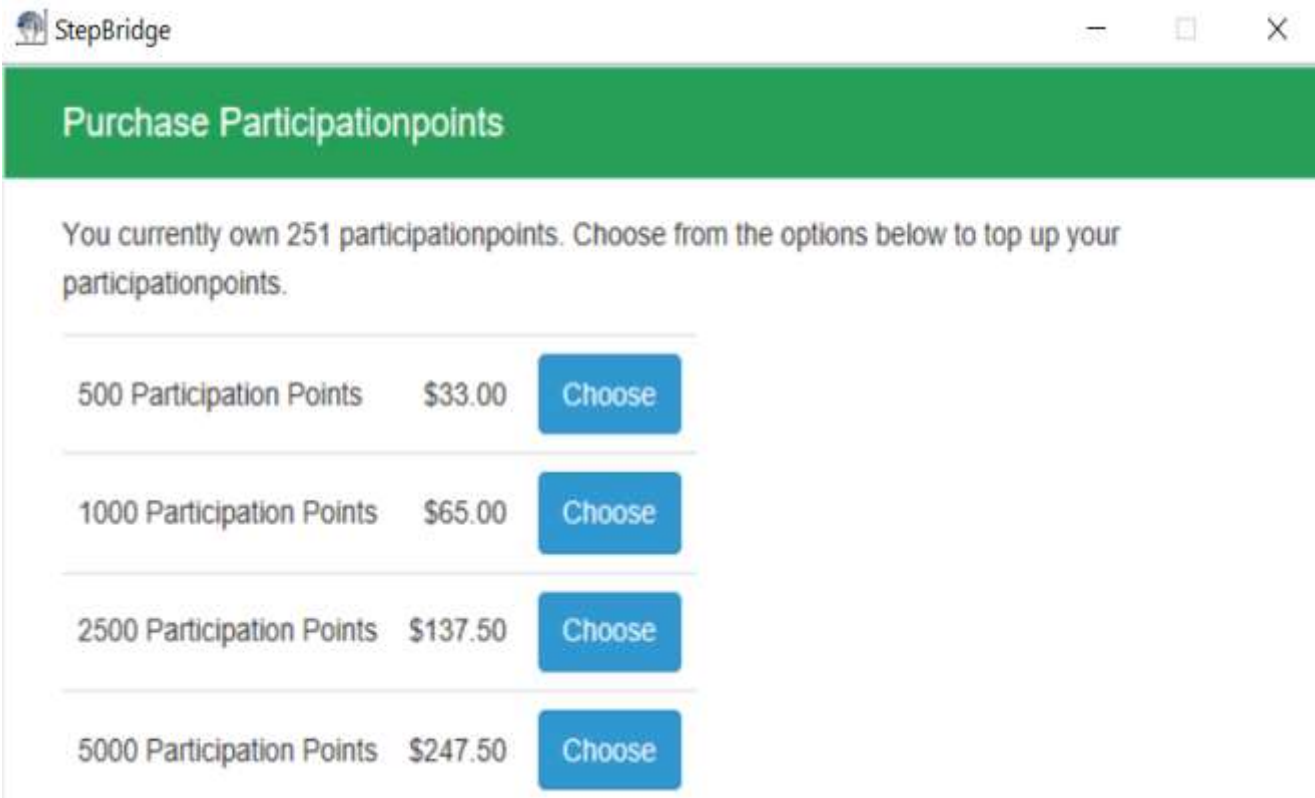 StepBridge
Purchase Participationpoints
You currently own 251 participationpoints. Choose from the options below to top up your
participationpoints.
500 Participation Points $33.00 Choose
1000 Participation Points $65.00 Choose
2500 Participation Points $137.50 Choose
5000 Participation Points $247.50 Choose